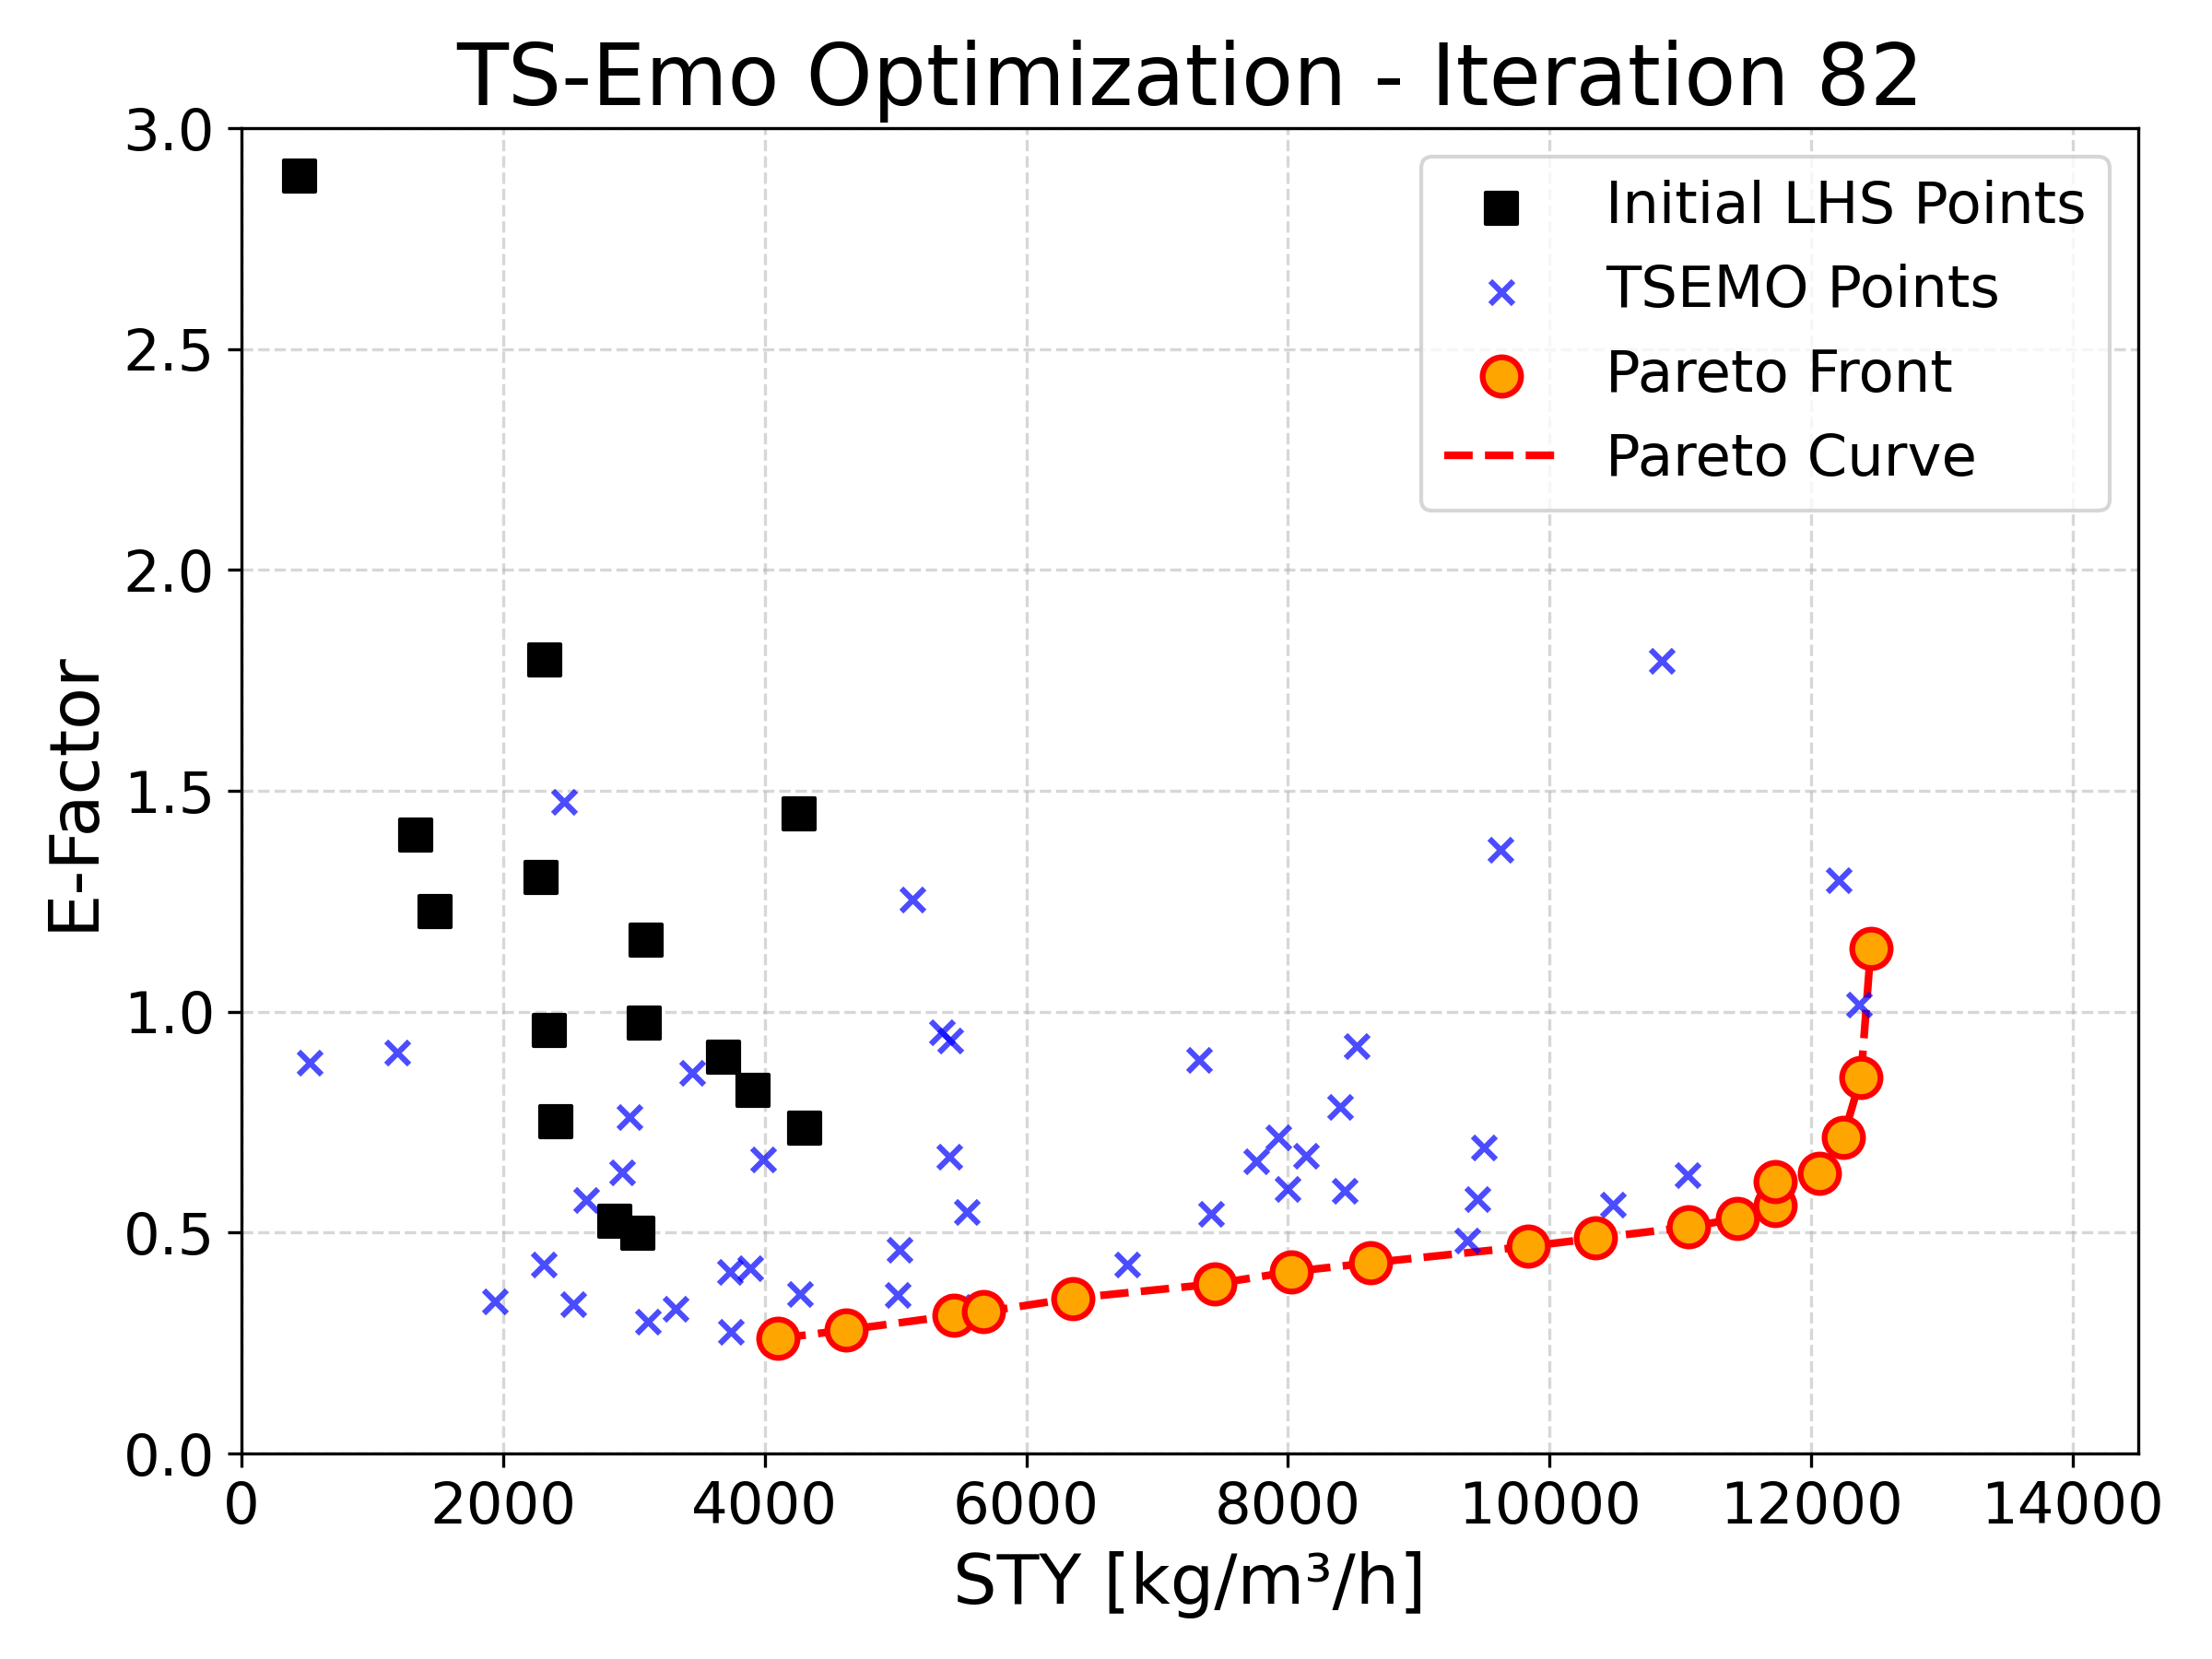 TS-Emo Optimization - Iteration 82
3.0
2.5
2.0
1.5
1.0
0.5
0.0
E-Factor
Initial LHS Points
TSEMO Points
Pareto Front
Pareto Curve
0 2000 4000 6000 8000 10000 12000 14000
STY [kg/m³/h]